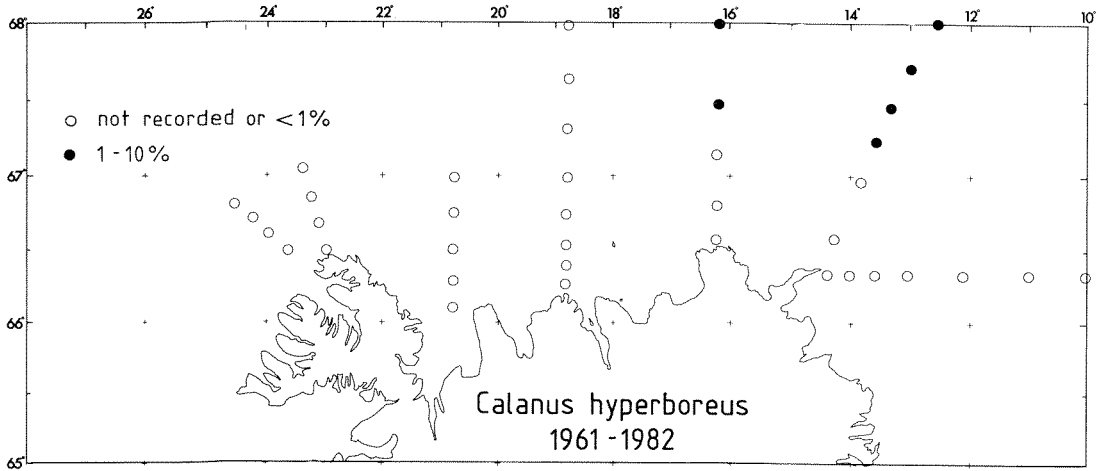 68° 26° 24° 22° 20° 18° 16° 14° 12° 10°
○ not recorded or <1%
● 1-10%
67°
66°
Calanus hyperboreus
1961-1982
65°